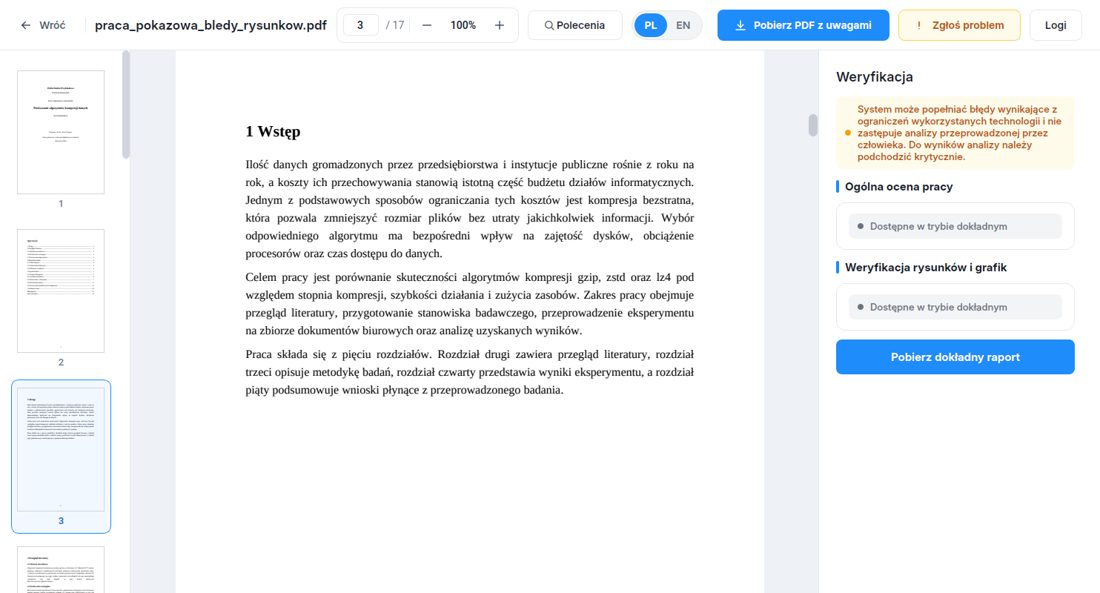 Wróć
praca_pokazowa_bledy_rysunkow.pdf
3 / 17
100%
Polecenia
PL EN
Pobierz PDF z uwagami
! Zgłoś problem
Logi
1
2
3
1 Wstęp
Ilość danych gromadzonych przez przedsiębiorstwa i instytucje publiczne rośnie z roku na
rok, a koszty ich przechowywania stanowią istotną część budżetu działów informatycznych.
Jednym z podstawowych sposobów ograniczania tych kosztów jest kompresja bezstratna,
która pozwala zmniejszyć rozmiar plików bez utraty jakichkolwiek informacji. Wybór
odpowiedniego algorytmu ma bezpośredni wpływ na zajętość dysków, obciążenie
procesorów oraz czas dostępu do danych.
Celem pracy jest porównanie skuteczności algorytmów kompresji gzip, zstd oraz lz4 pod
względem stopnia kompresji, szybkości działania i zużycia zasobów. Zakres pracy obejmuje
przegląd literatury, przygotowanie stanowiska badawczego, przeprowadzenie eksperymentu
na zbiorze dokumentów biurowych oraz analizę uzyskanych wyników.
Praca składa się z pięciu rozdziałów. Rozdział drugi zawiera przegląd literatury, rozdział
trzeci opisuje metodykę badań, rozdział czwarty przedstawia wyniki eksperymentu, a rozdział
piąty podsumowuje wnioski płynące z przeprowadzonego badania.
Weryfikacja
System może popełniać błędy wynikające z
ograniczeń wykorzystanych technologii i nie
zastępuje analizy przeprowadzonej przez
człowieka. Do wyników analizy należy
podchodzić krytycznie.
Ogólna ocena pracy
Dostępne w trybie dokładnym
Weryfikacja rysunków i grafik
Dostępne w trybie dokładnym
Pobierz dokładny raport